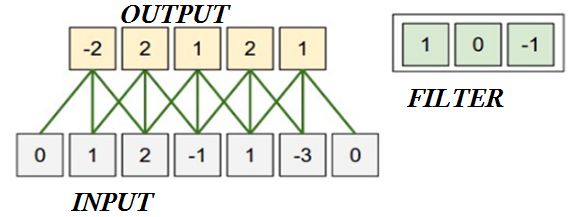 OUTPUT
-2 2 1 2 1
1 0 -1
FILTER
0 1 2 -1 1 -3 0
INPUT